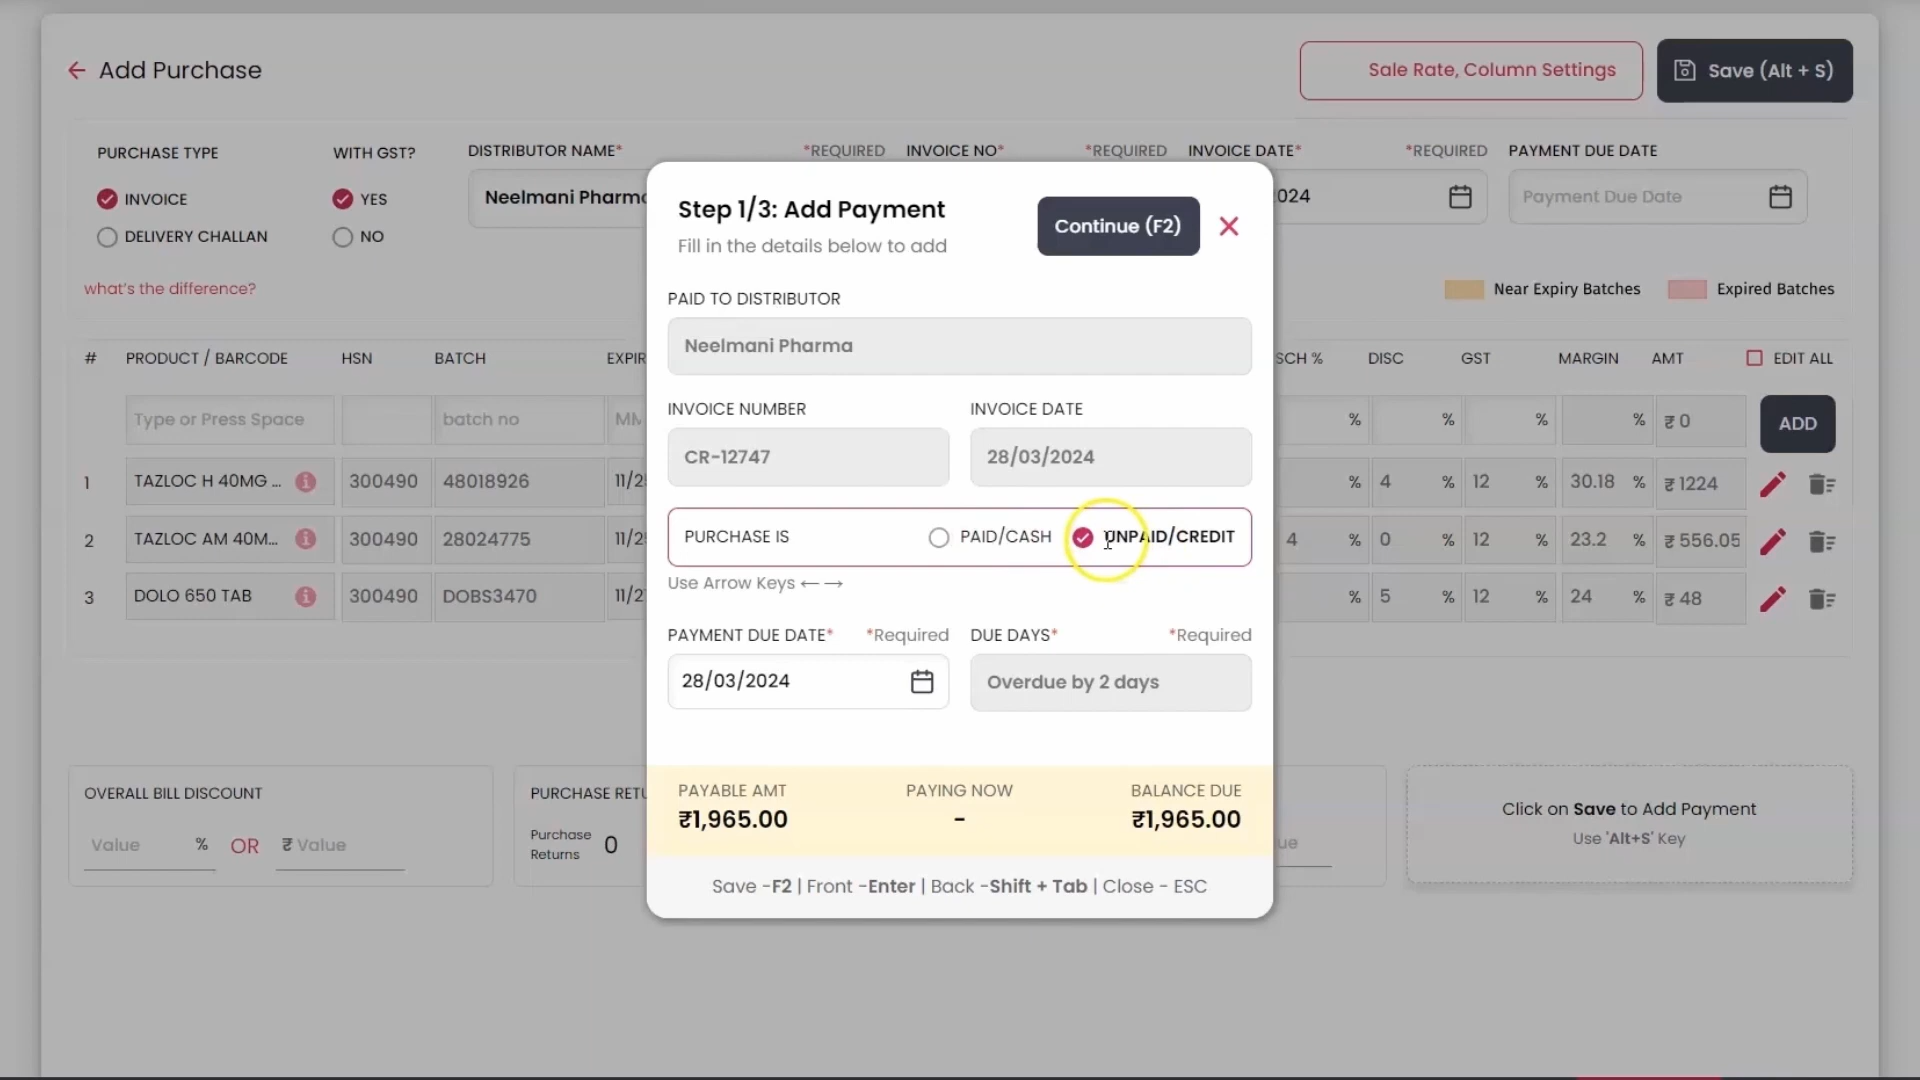 Add Purchase
Sale Rate, Column Settings
Save (Alt + S)
PURCHASE TYPE
WITH GST?
DISTRIBUTOR NAME*
*REQUIRED
INVOICE NO*
*REQUIRED
INVOICE DATE*
*REQUIRED
PAYMENT DUE DATE
INVOICE
YES
Neelmani Pharma
024
Payment Due Date
DELIVERY CHALLAN
NO
what's the difference?
Near Expiry Batches
Expired Batches
Step 1/3: Add Payment
Fill in the details below to add
Continue (F2)
PAID TO DISTRIBUTOR
Neelmani Pharma
INVOICE NUMBER
INVOICE DATE
CR-12747
28/03/2024
PURCHASE IS
PAID/CASH
UNPAID/CREDIT
Use Arrow Keys ← →
PAYMENT DUE DATE*
*Required
DUE DAYS*
*Required
28/03/2024
Overdue by 2 days
PAYABLE AMT
PAYING NOW
BALANCE DUE
₹1,965.00
-
₹1,965.00
Save -F2 | Front -Enter | Back -Shift + Tab | Close - ESC
# PRODUCT / BARCODE HSN BATCH EXPIR SCH % DISC GST MARGIN AMT EDIT ALL
Type or Press Space batch no MM % % % % ₹ 0 ADD
1 TAZLOC H 40MG ... 300490 48018926 11/2 % 4 % 12 % 30.18 % ₹ 1224
2 TAZLOC AM 40M... 300490 28024775 11/2 4 % 0 % 12 % 23.2 % ₹ 556.05
3 DOLO 650 TAB 300490 DOBS3470 11/2 % 5 % 12 % 24 % ₹ 48
OVERALL BILL DISCOUNT
Value % OR ₹ Value
PURCHASE RETU
Purchase
Returns 0
ue
Click on Save to Add Payment
Use 'Alt+S' Key